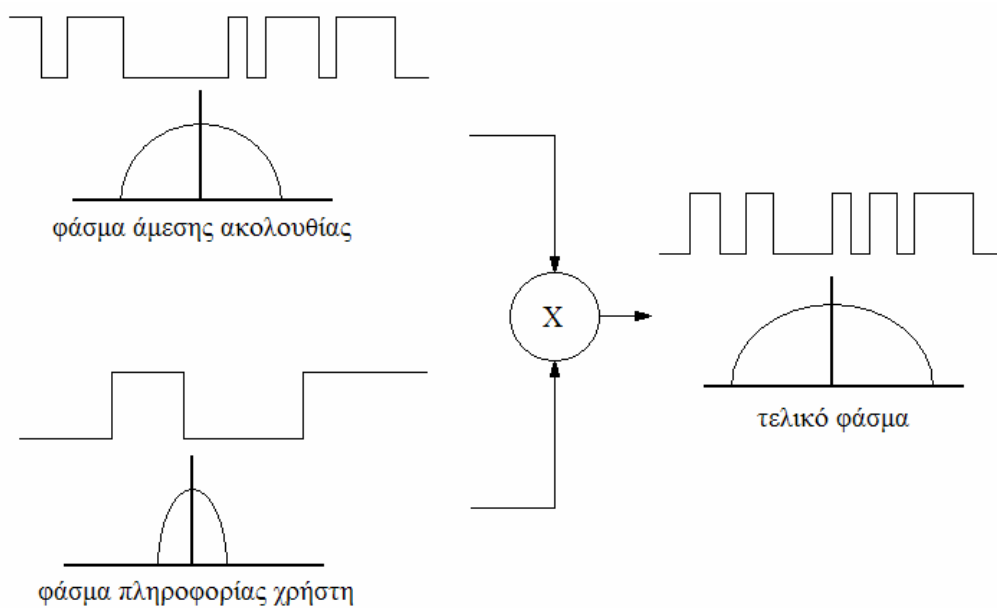 φάσμα άμεσης ακολουθίας
X
τελικό φάσμα
φάσμα πληροφορίας χρήστη